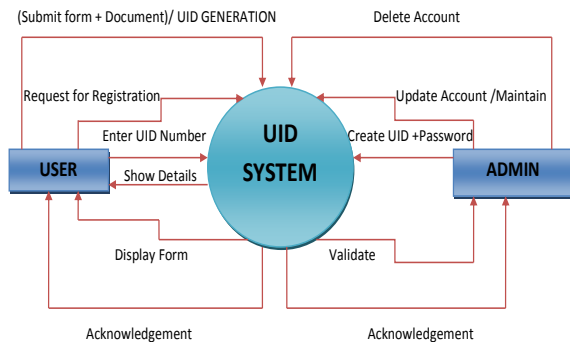 (Submit form + Document)/ UID GENERATION
Delete Account
Request for Registration
Update Account /Maintain
Enter UID Number
Create UID +Password
UID
SYSTEM
USER
ADMIN
Show Details
Display Form
Validate
Acknowledgement
Acknowledgement